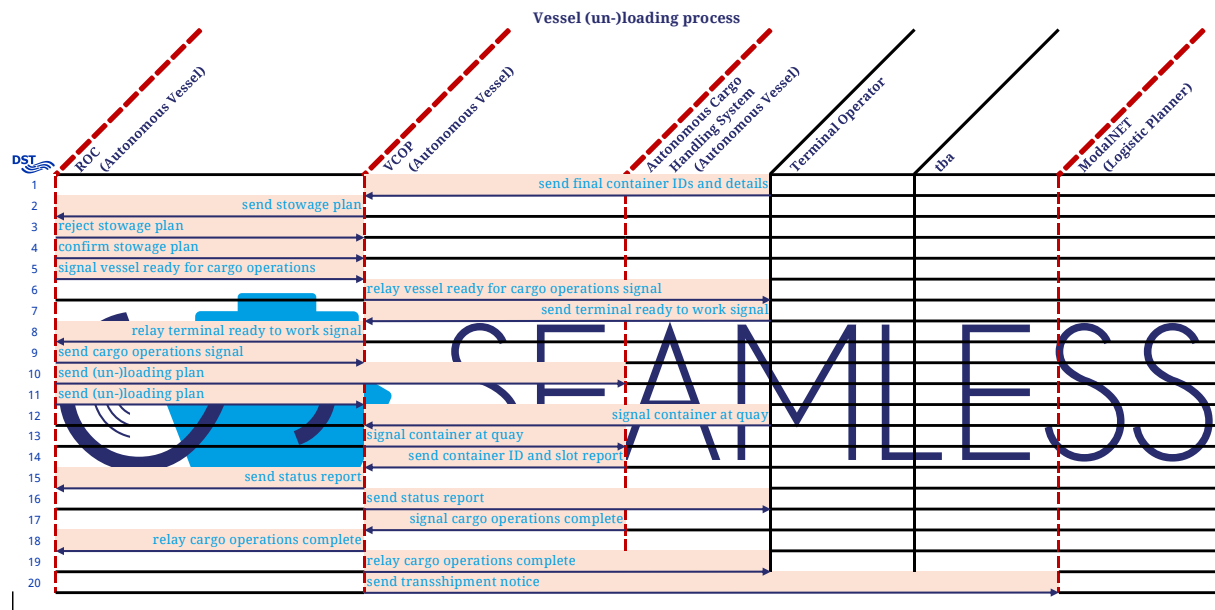 Vessel (un-)loading process
ROC
(Autonomous Vessel)
VCOP
(Autonomous Vessel)
Autonomous Cargo
Handling System
(Autonomous Vessel)
Terminal Operator
tba
ModalNET
(Logistic Planner)
DST
1 send final container IDs and details
2 send stowage plan
3 reject stowage plan
4 confirm stowage plan
5 signal vessel ready for cargo operations
6 relay vessel ready for cargo operations signal
7 send terminal ready to work signal
8 relay terminal ready to work signal
9 send cargo operations signal
10 send (un-)loading plan
11 send (un-)loading plan
12 signal container at quay
13 signal container at quay
14 send container ID and slot report
15 send status report
16 send status report
17 signal cargo operations complete
18 relay cargo operations complete
19 relay cargo operations complete
20 send transshipment notice
SEAMLESS